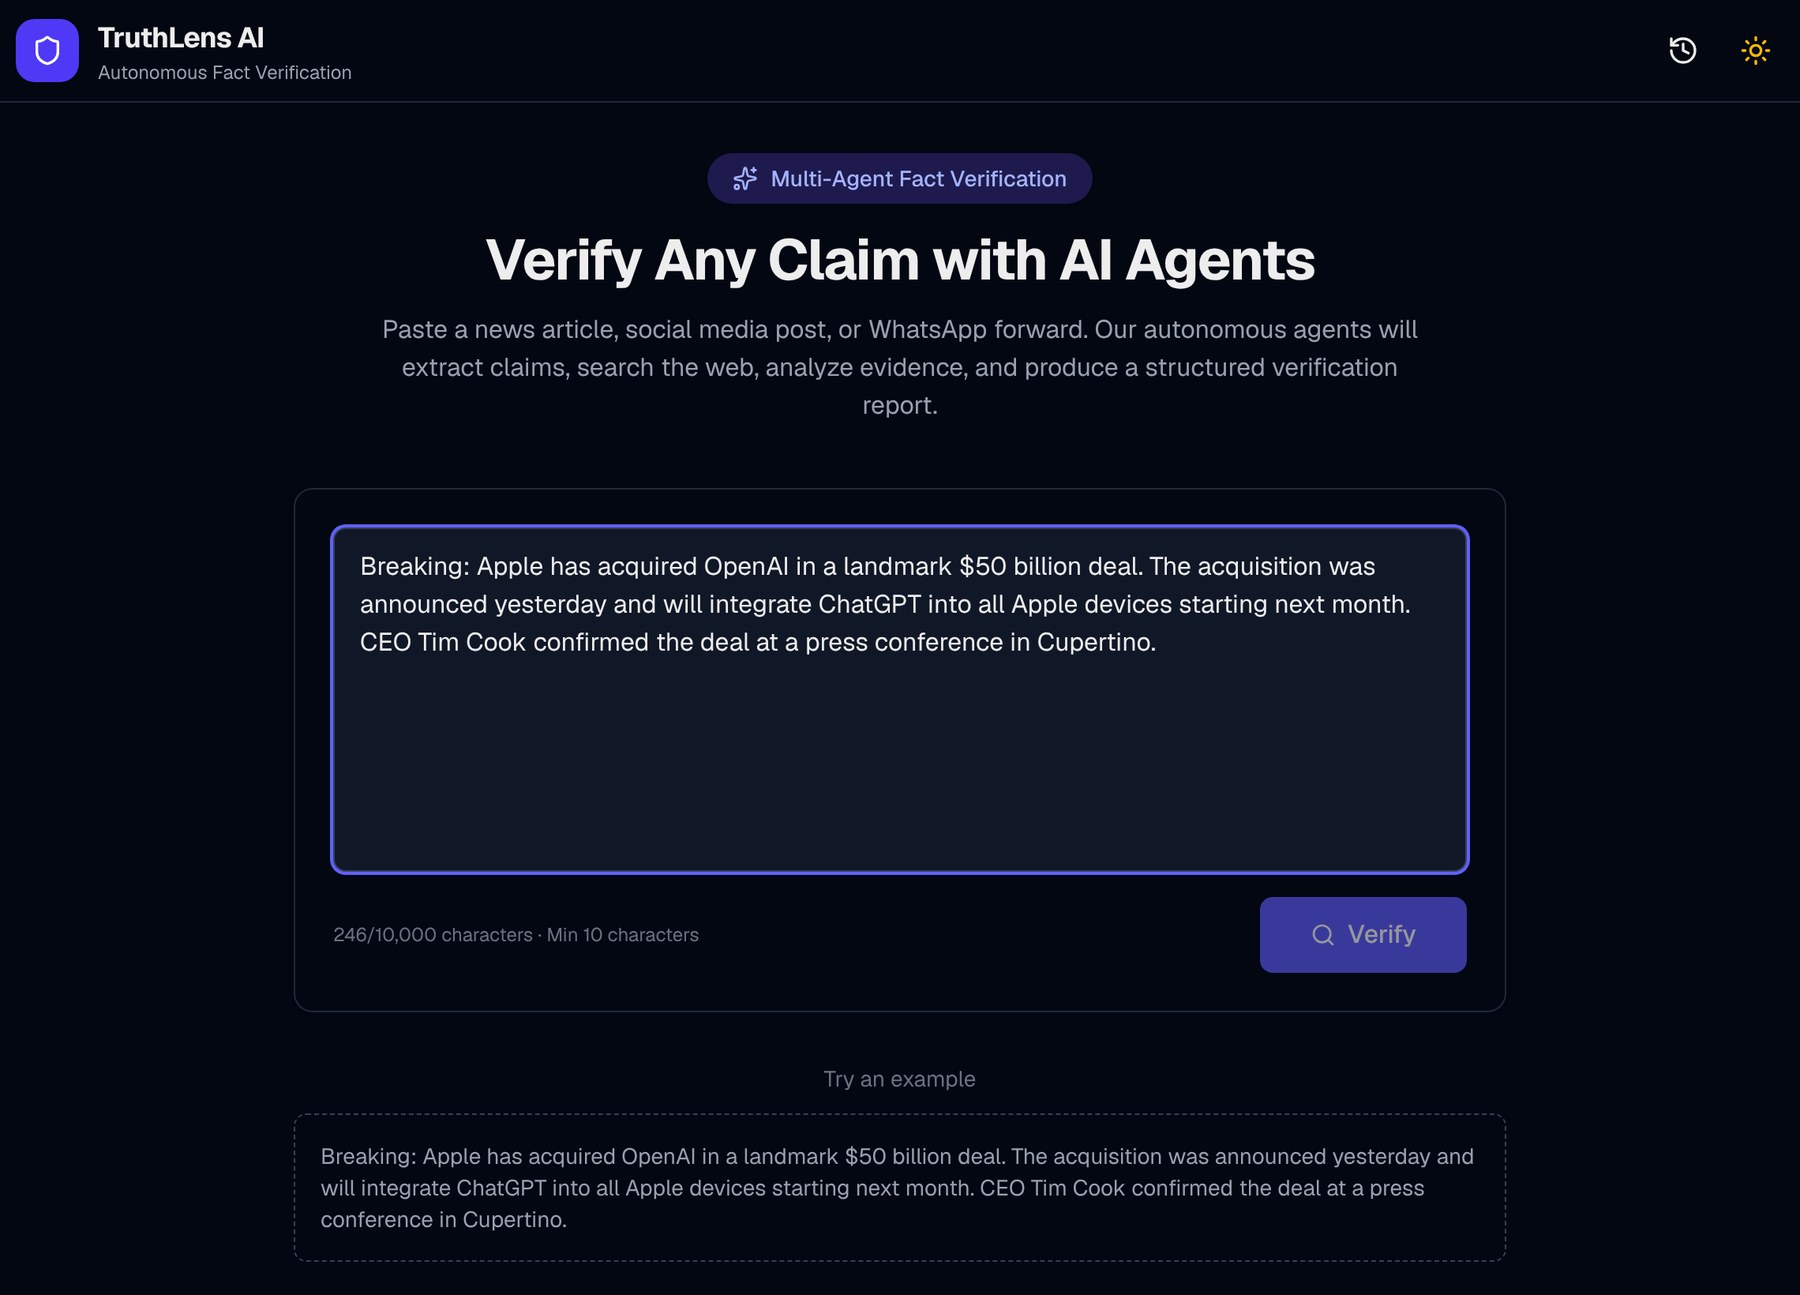 TruthLens AI
Autonomous Fact Verification
Multi-Agent Fact Verification
Verify Any Claim with AI Agents
Paste a news article, social media post, or WhatsApp forward. Our autonomous agents will
extract claims, search the web, analyze evidence, and produce a structured verification
report.
Breaking: Apple has acquired OpenAI in a landmark $50 billion deal. The acquisition was
announced yesterday and will integrate ChatGPT into all Apple devices starting next month.
CEO Tim Cook confirmed the deal at a press conference in Cupertino.
246/10,000 characters · Min 10 characters
Verify
Try an example
Breaking: Apple has acquired OpenAI in a landmark $50 billion deal. The acquisition was announced yesterday and
will integrate ChatGPT into all Apple devices starting next month. CEO Tim Cook confirmed the deal at a press
conference in Cupertino.